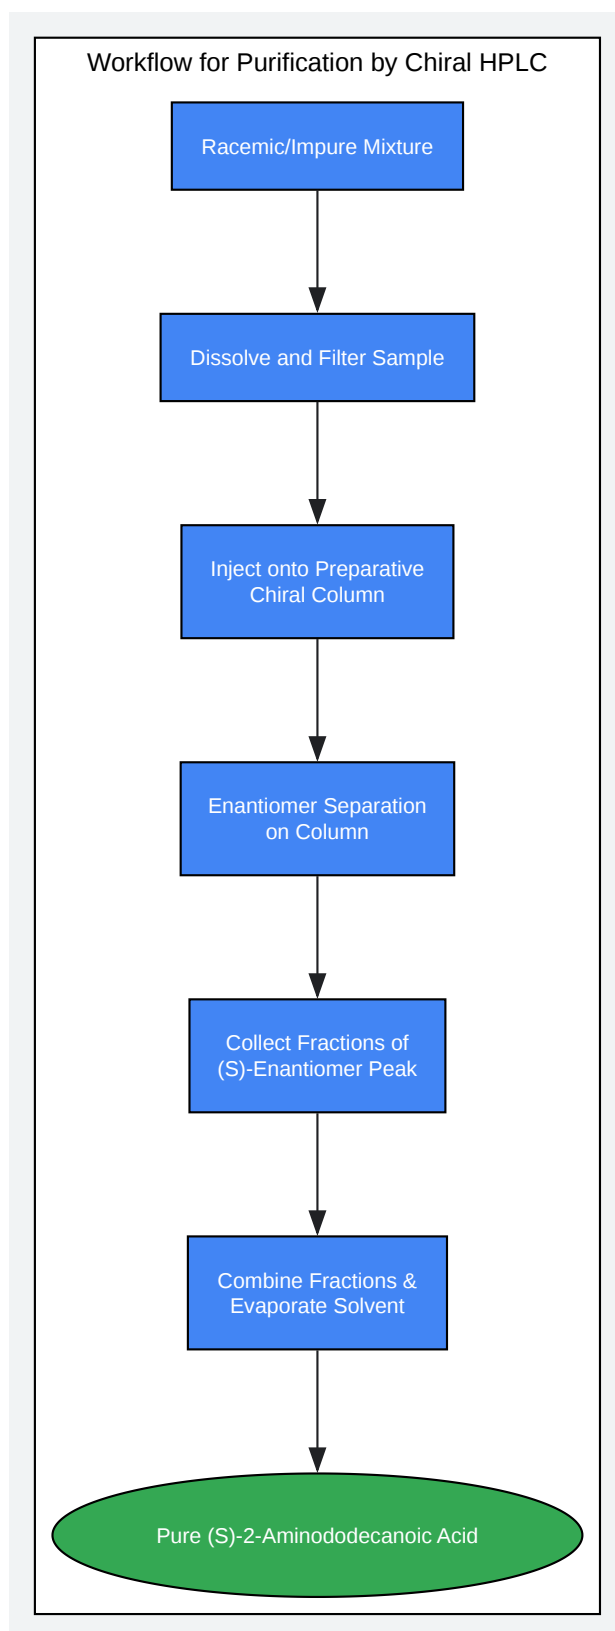 Workflow for Purification by Chiral HPLC
Racemic/Impure Mixture
Dissolve and Filter Sample
Inject onto Preparative
Chiral Column
Enantiomer Separation
on Column
Collect Fractions of
(S)-Enantiomer Peak
Combine Fractions &
Evaporate Solvent
Pure (S)-2-Aminododecanoic Acid